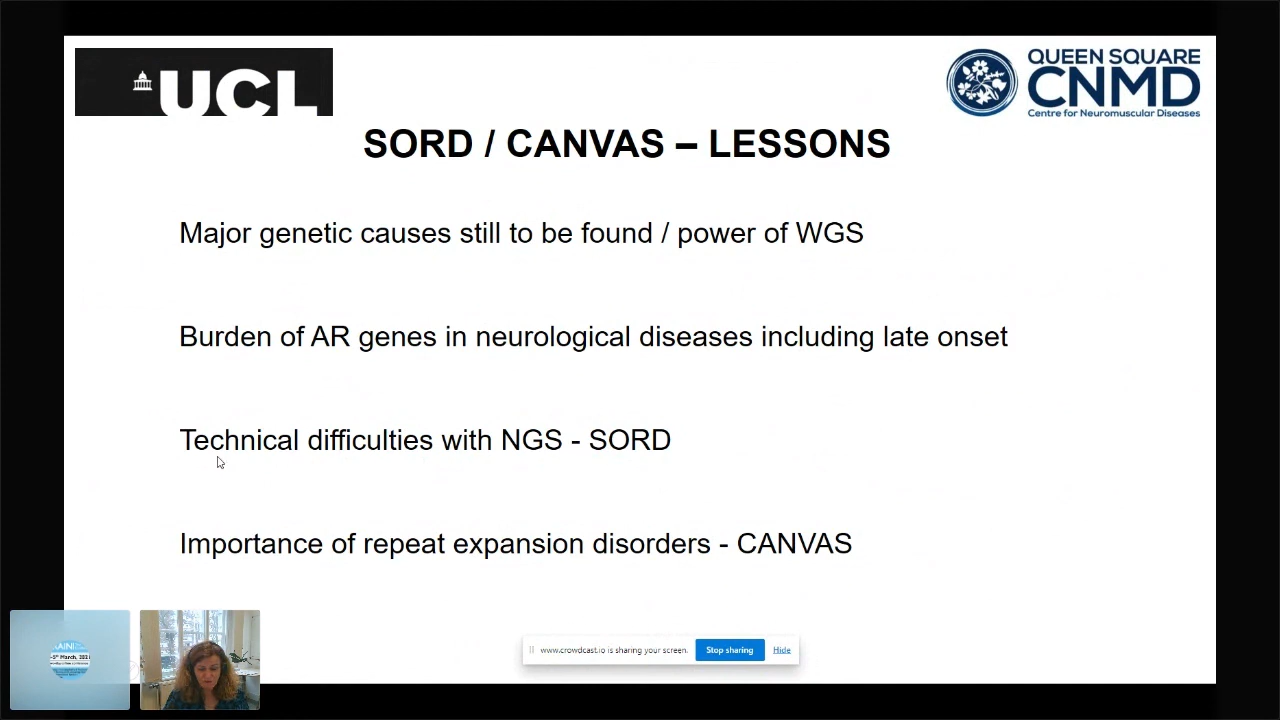 UCL
QUEEN SQUARE
CNMD
Centre for Neuromuscular Diseases
SORD / CANVAS – LESSONS
Major genetic causes still to be found / power of WGS
Burden of AR genes in neurological diseases including late onset
Technical difficulties with NGS - SORD
Importance of repeat expansion disorders - CANVAS
www.crowdcast.io is sharing your screen.
Stop sharing
Hide
March,